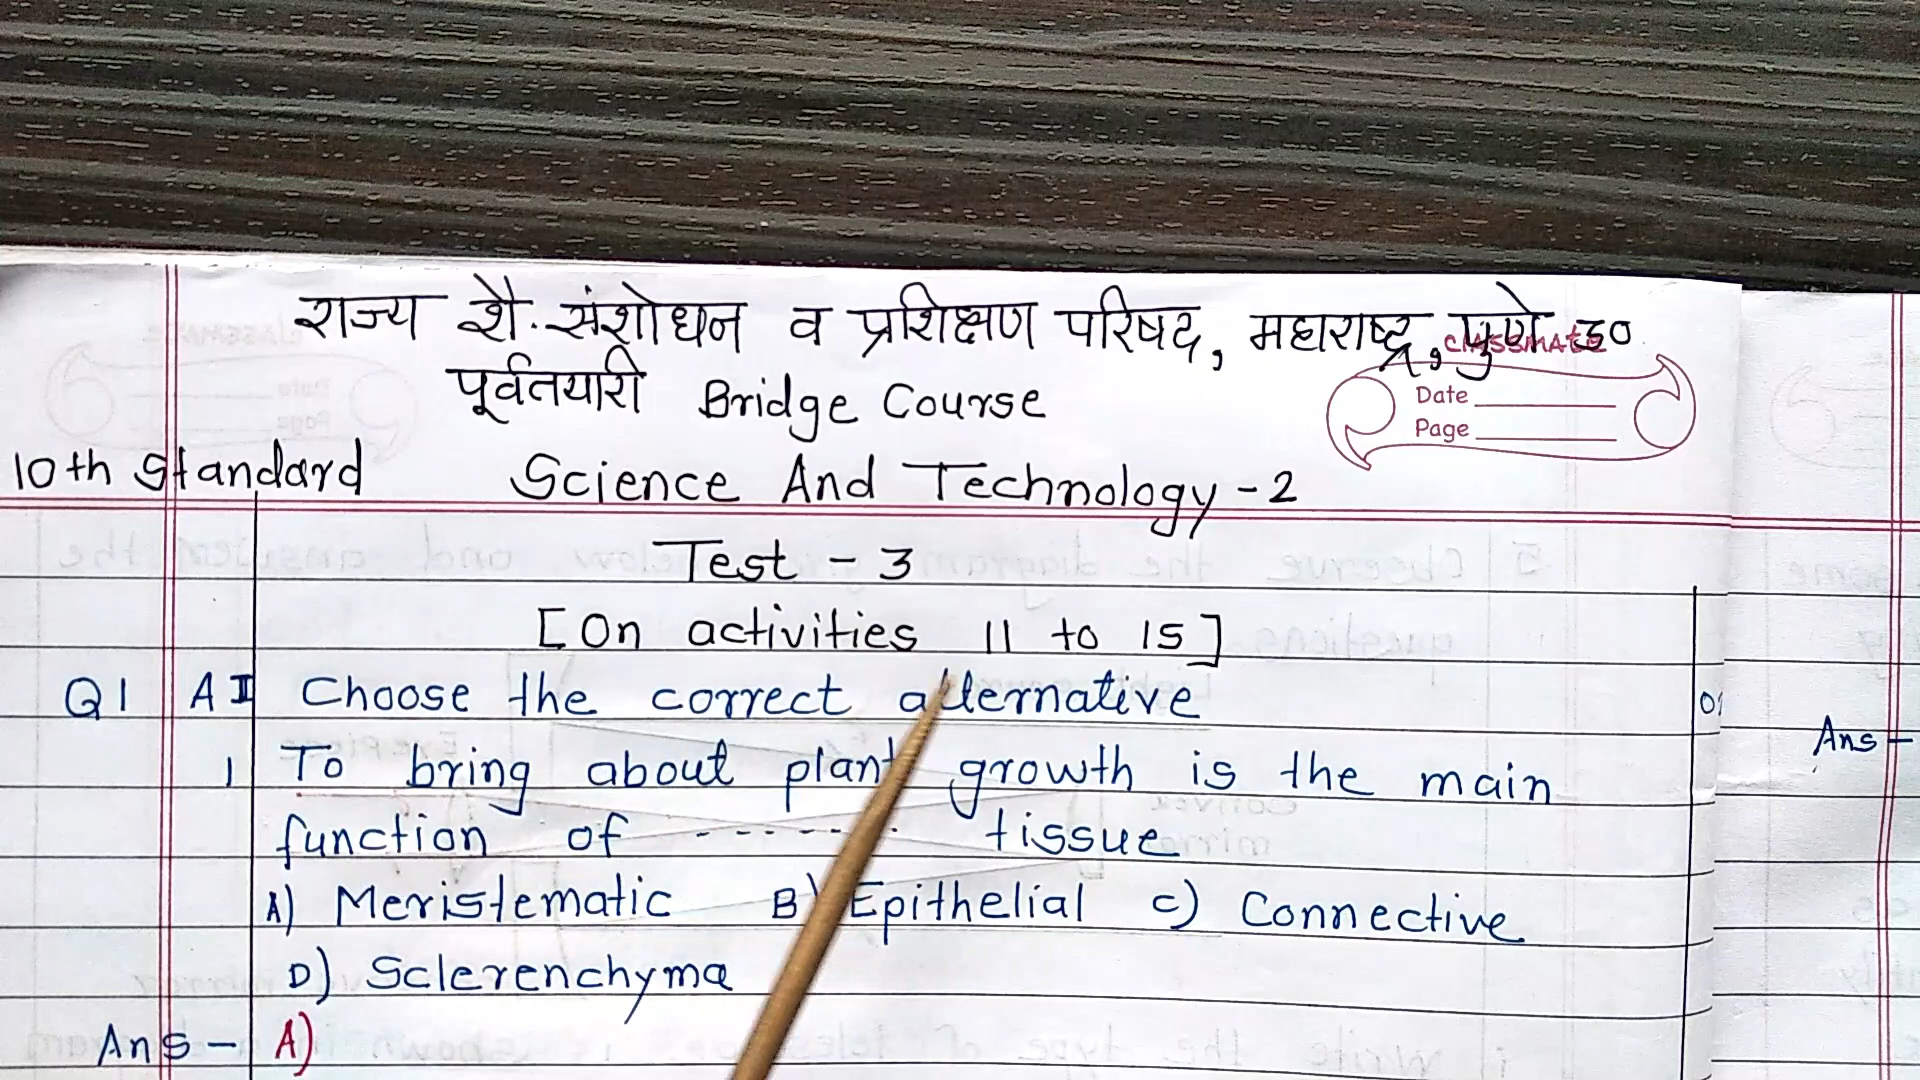 राज्य शै. संशोधन व प्रशिक्षण परिषद, महाराष्ट्र, पुणे 30
पूर्वतयारी Bridge Course
classmate
Date
Page
10th Standard Science And Technology - 2
Test - 3
[On activities 11 to 15]
Q1 A II Choose the correct alternative
1 To bring about plant growth is the main
function of - - - - - - - tissue
A) Meristematic B) Epithelial C) Connective
D) Sclerenchyma
Ans - A)
Ans -